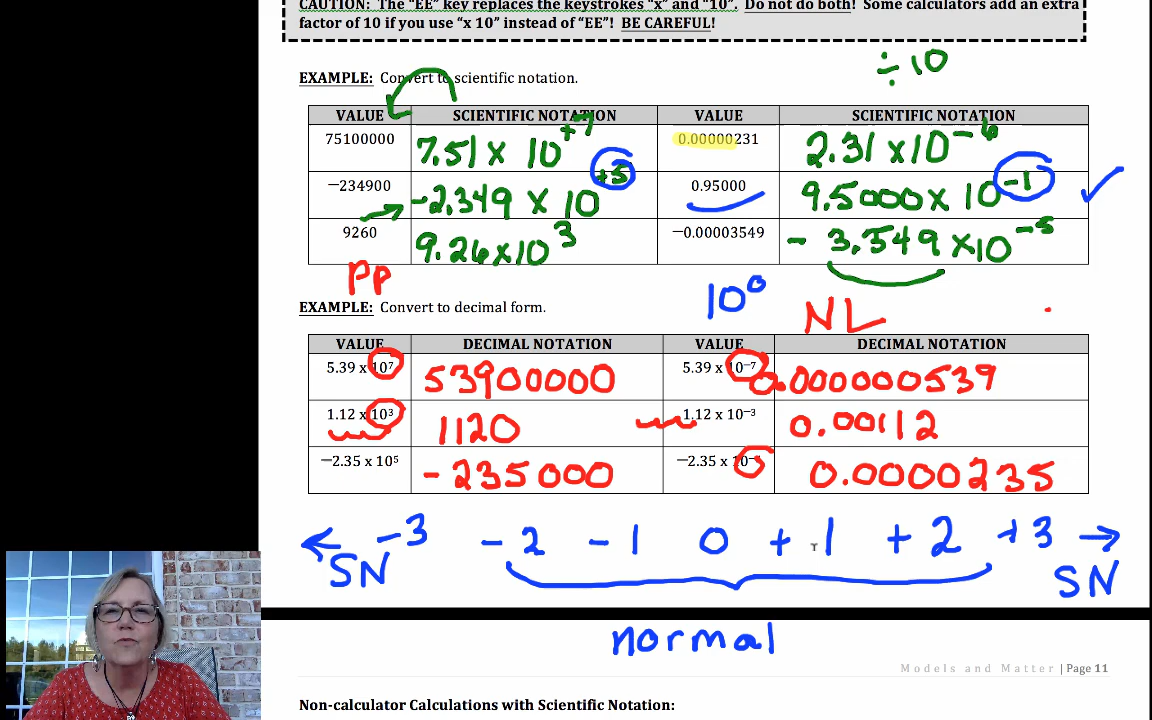 CAUTION: The "EE" key replaces the keystrokes "x" and "10". Do not do both! Some calculators add an extra
factor of 10 if you use "x 10" instead of "EE"! BE CAREFUL!
÷10
EXAMPLE: Convert to scientific notation.
VALUE SCIENTIFIC NOTATION VALUE SCIENTIFIC NOTATION
75100000 7.51 x 10⁺⁷ 0.00000231 2.31 x 10⁻⁶
−234900 -2.349 x 10⁺⁵ 0.95000 9.5000 x 10⁻¹
9260 9.26 x 10³ −0.00003549 - 3.549 x 10⁻⁵
PP 10⁰ NL
EXAMPLE: Convert to decimal form.
VALUE DECIMAL NOTATION VALUE DECIMAL NOTATION
5.39 x 10⁷ 53900000 5.39 x 10⁻⁷ 0.000000539
1.12 x 10³ 1120 1.12 x 10⁻³ 0.00112
−2.35 x 10⁵ -235000 −2.35 x 10⁻ 0.0000235
← -3 -2 -1 0 +1 +2 +3 →
SN SN
normal
Models and Matter | Page 11
Non-calculator Calculations with Scientific Notation: